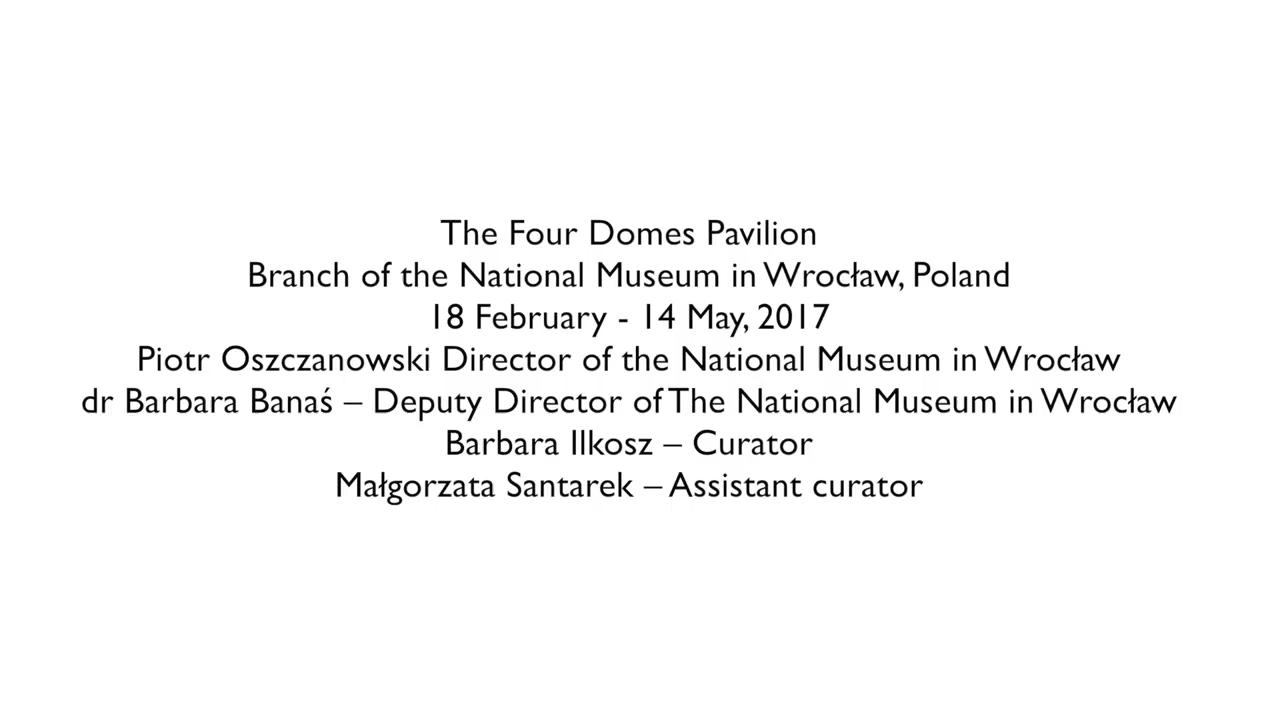 The Four Domes Pavilion
Branch of the National Museum in Wrocław, Poland
18 February - 14 May, 2017
Piotr Oszczanowski Director of the National Museum in Wrocław
dr Barbara Banaś – Deputy Director of The National Museum in Wrocław
Barbara Ilkosz – Curator
Małgorzata Santarek – Assistant curator